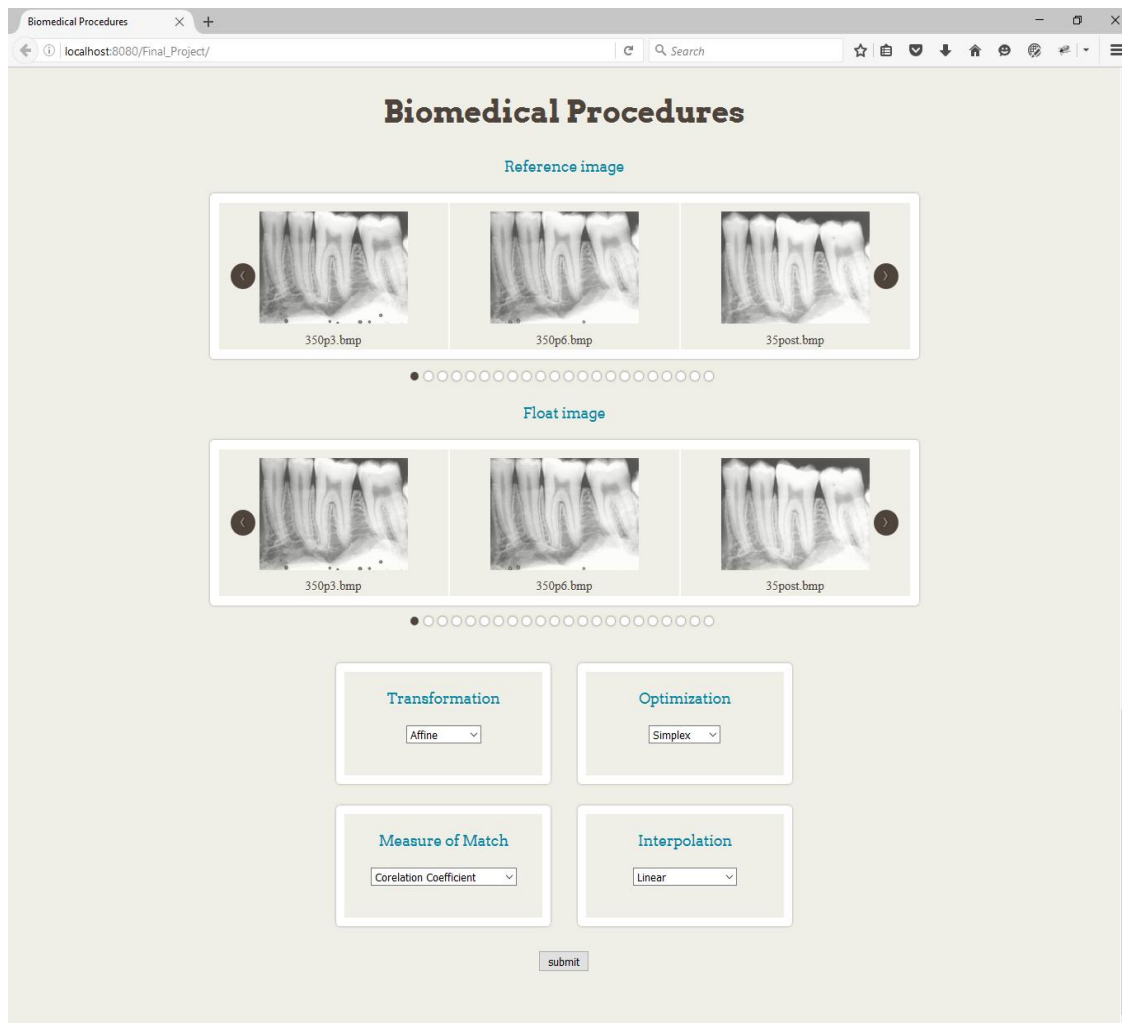 Biomedical Procedures
localhost:8080/Final_Project/
Search
Biomedical Procedures
Reference image
350p3.bmp 350p6.bmp 35post.bmp
Float image
350p3.bmp 350p6.bmp 35post.bmp
Transformation Optimization
Affine Simplex
Measure of Match Interpolation
Corelation Coefficient Linear
submit